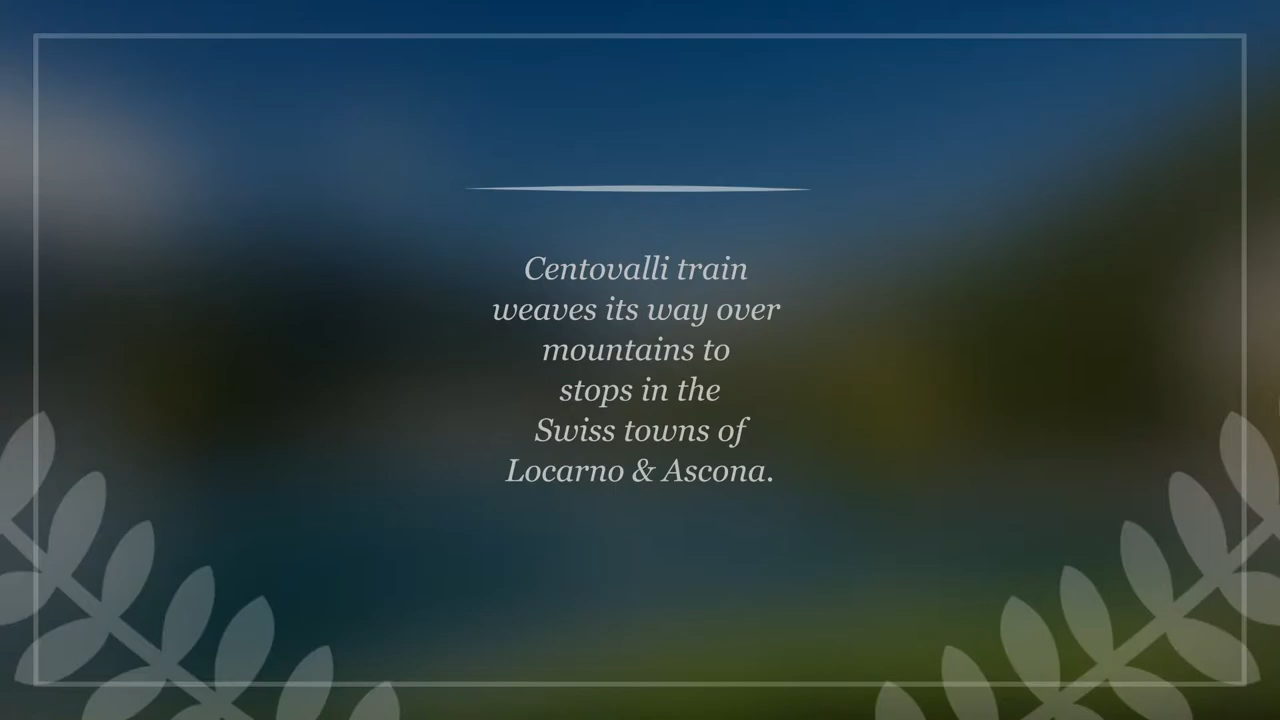 Centovalli train
weaves its way over
mountains to
stops in the
Swiss towns of
Locarno & Ascona.